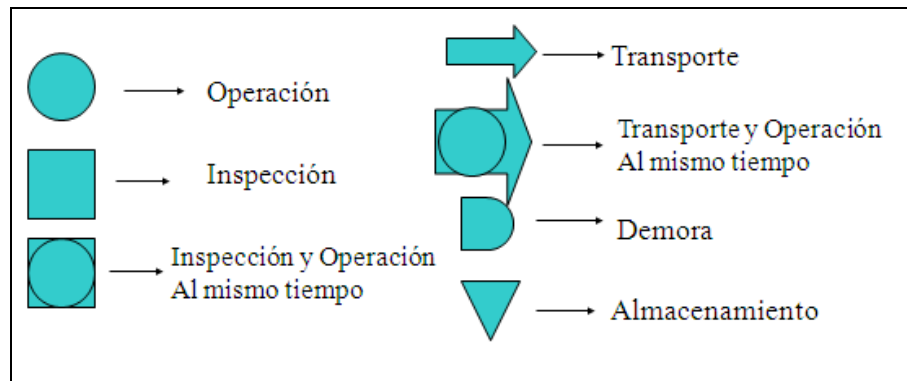 Operación
Inspección
Inspección y Operación
Al mismo tiempo
Transporte
Transporte y Operación
Al mismo tiempo
Demora
Almacenamiento